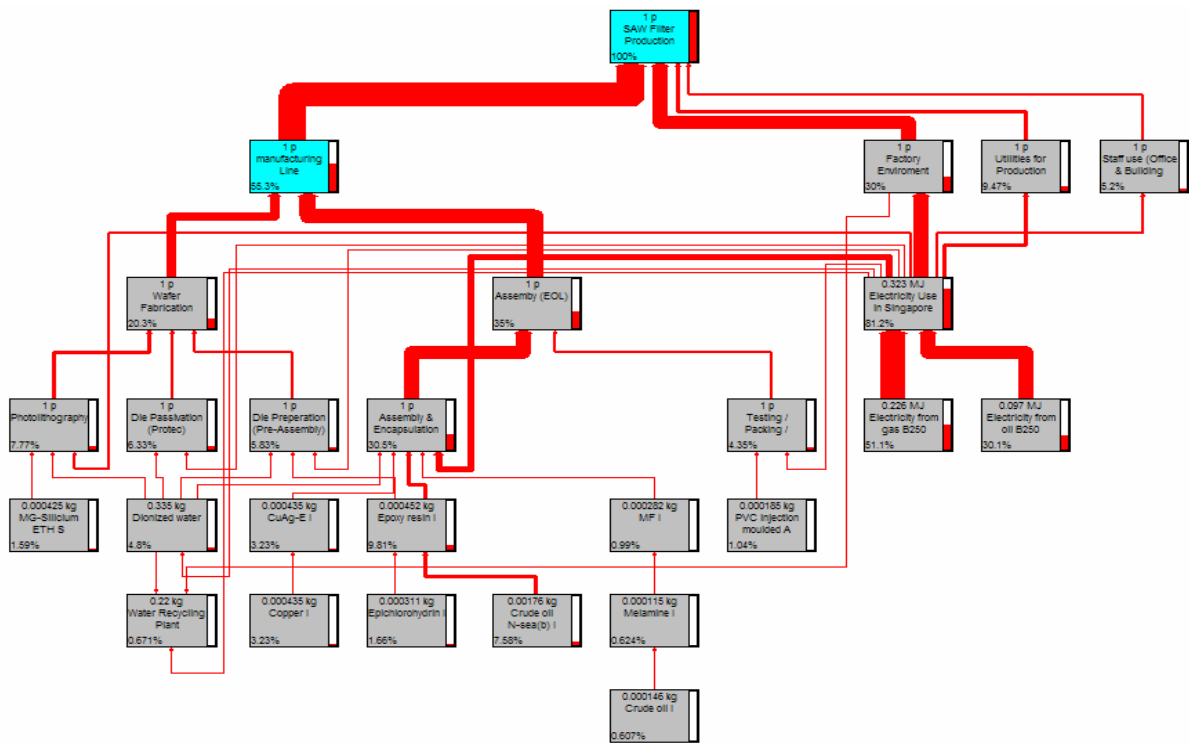 1 p
SAW Filter
Production
100%
1 p
manufacturing
Line
55.3%
1 p
Factory
Enviroment
30%
1 p
Utilities for
Production
9.47%
1 p
Staff use (Office
& Building
5.2%
1 p
Wafer
Fabrication
20.3%
1 p
Assemby (EOL)
35%
0.323 MJ
Electricity Use
in Singapore
81.2%
1 p
Photolithography
7.77%
1 p
Die Passivation
(Protec)
6.33%
1 p
Die Preperation
(Pre-Assembly)
5.83%
1 p
Assembly &
Encapsulation
30.5%
1 p
Testing /
Packing /
4.35%
0.226 MJ
Electricity from
gas B250
51.1%
0.097 MJ
Electricity from
oil B250
30.1%
0.000425 kg
MG-Silicium
ETH S
1.59%
0.335 kg
Dionized water
4.8%
0.000435 kg
CuAg-E I
3.23%
0.000452 kg
Epoxy resin I
9.81%
0.000282 kg
MF I
0.99%
0.000185 kg
PVC injection
moulded A
1.04%
0.22 kg
Water Recycling
Plant
0.671%
0.000435 kg
Copper I
3.23%
0.000311 kg
Epichlorohydrin I
1.66%
0.00176 kg
Crude oil
N-sea(b) I
7.58%
0.000115 kg
Melamine I
0.624%
0.000146 kg
Crude oil I
0.607%